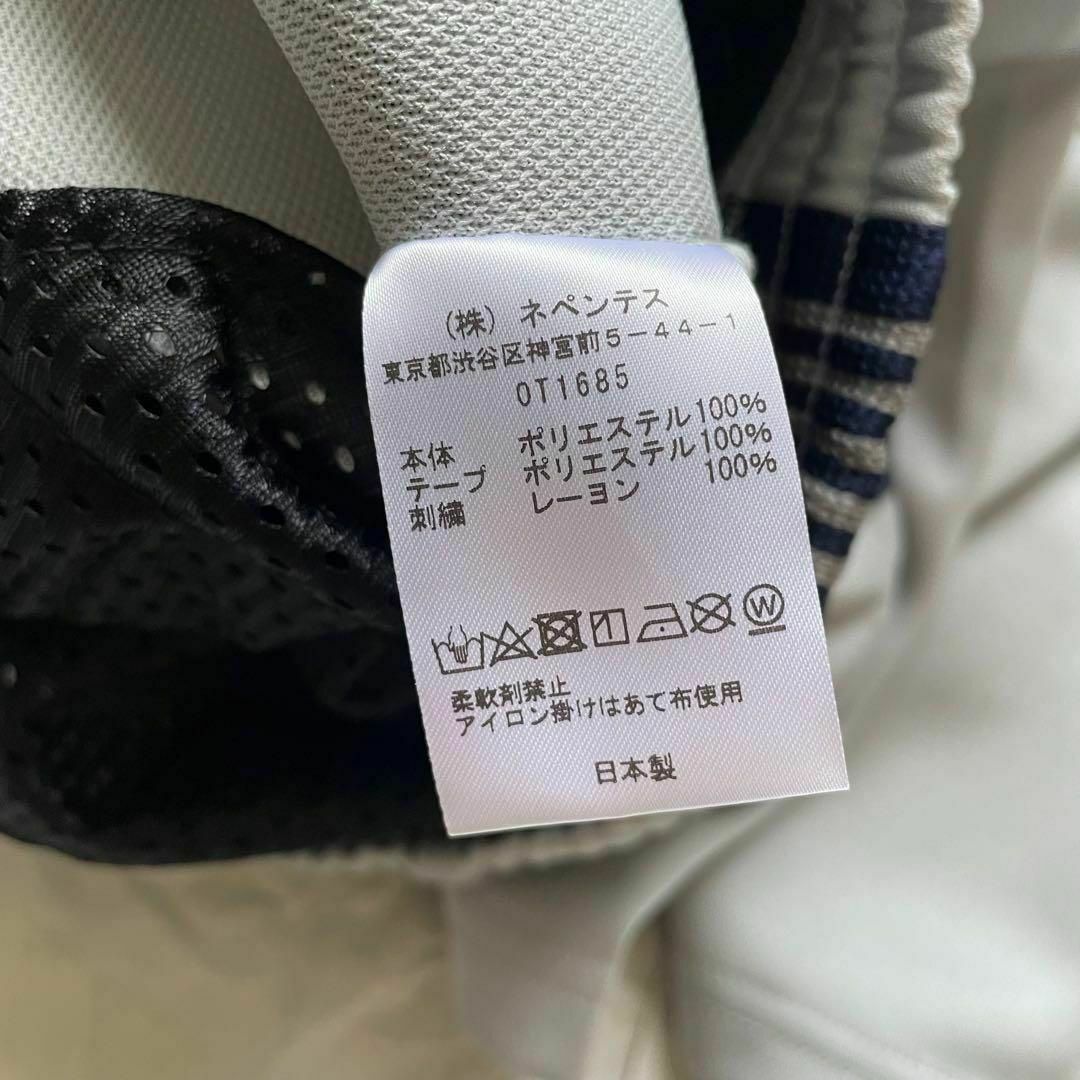 （株）ネペンテス
東京都渋谷区神宮前5-44-1
OT1685
本体 ポリエステル100%
テープ ポリエステル100%
刺繍 レーヨン 100%
W
柔軟剤禁止
アイロン掛けはあて布使用
日本製